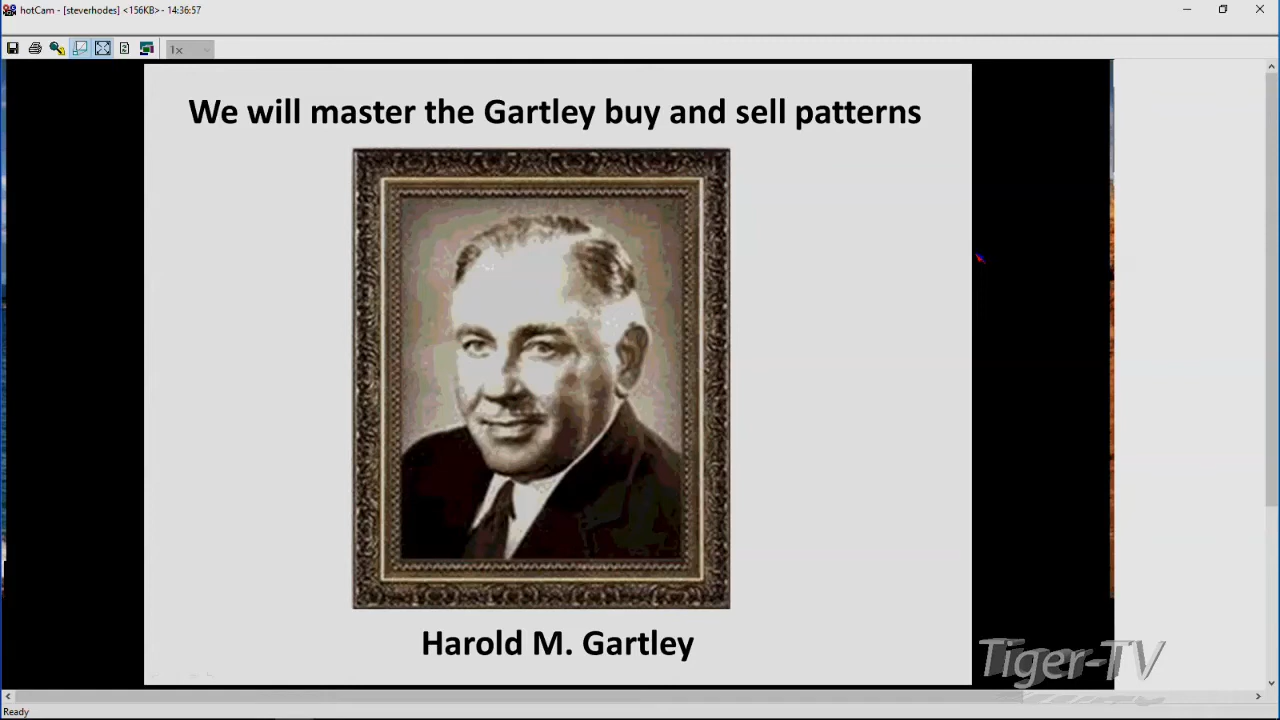 hotCam - [steverhodes] <156KB> - 14:36:57
1x
We will master the Gartley buy and sell patterns
Harold M. Gartley
Tiger-TV
Ready